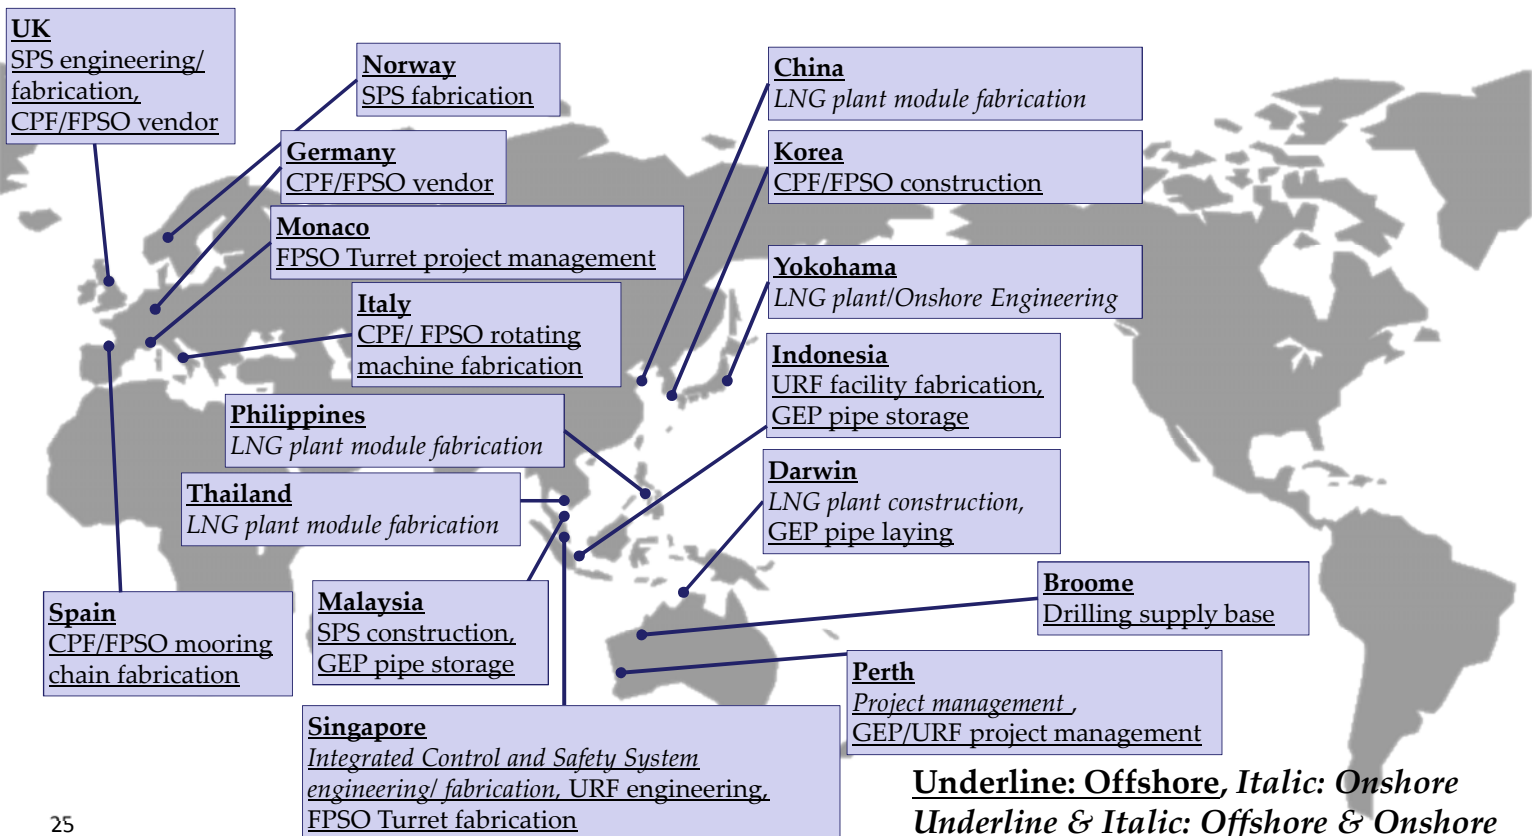 UK
SPS engineering/
fabrication,
CPF/FPSO vendor
Norway
SPS fabrication
Germany
CPF/FPSO vendor
Monaco
FPSO Turret project management
Italy
CPF/ FPSO rotating
machine fabrication
Philippines
LNG plant module fabrication
Thailand
LNG plant module fabrication
Spain
CPF/FPSO mooring
chain fabrication
Malaysia
SPS construction,
GEP pipe storage
Singapore
Integrated Control and Safety System
engineering/ fabrication, URF engineering,
FPSO Turret fabrication
China
LNG plant module fabrication
Korea
CPF/FPSO construction
Yokohama
LNG plant/Onshore Engineering
Indonesia
URF facility fabrication,
GEP pipe storage
Darwin
LNG plant construction,
GEP pipe laying
Broome
Drilling supply base
Perth
Project management ,
GEP/URF project management
Underline: Offshore, Italic: Onshore
Underline & Italic: Offshore & Onshore
25